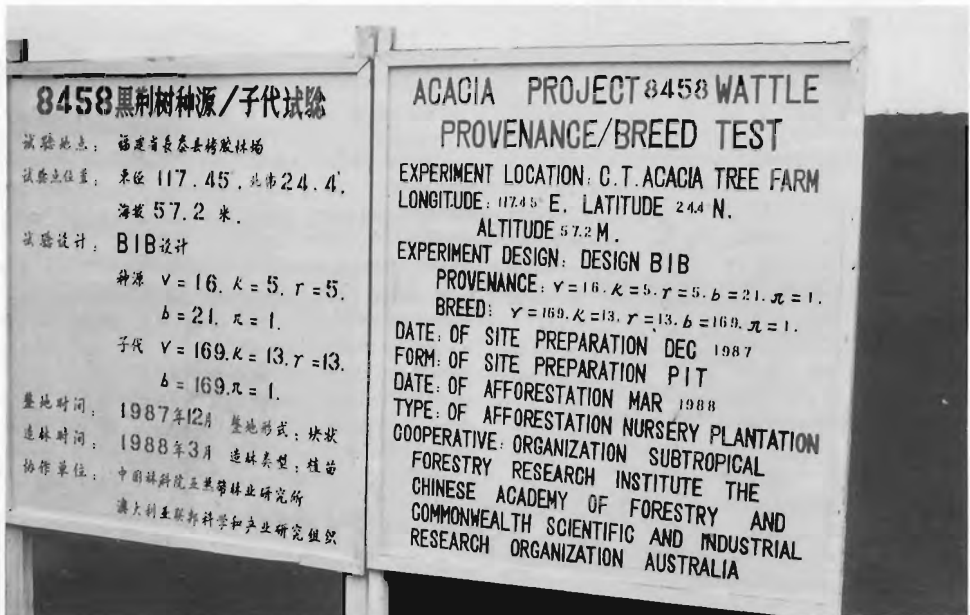 8458黑荆树种源/子代试验
试验地点: 福建省長泰县栲胶林场
试验点位置: 东经117.45′.北纬24.4′.
海拔57.2米.
试验设计: BIB设计
种源 v=16. k=5. r=5.
b=21. π=1.
子代 v=169. k=13. r=13.
b=169. π=1.
整地时间: 1987年12月 整地形式: 块状
造林时间: 1988年3月 造林类型: 植苗
协作单位: 中国林科院亚热带林业研究所
澳大利亚联邦科学和产业研究组织
ACACIA PROJECT 8458 WATTLE
PROVENANCE/BREED TEST
EXPERIMENT LOCATION: C.T. ACACIA TREE FARM
LONGITUDE: 117.45 E. LATITUDE 24.4 N.
ALTITUDE 57.2 M.
EXPERIMENT DESIGN: DESIGN BIB
PROVENANCE: v=16. k=5. r=5. b=21. π=1.
BREED: v=169. k=13. r=13. b=169. π=1.
DATE: OF SITE PREPARATION DEC 1987
FORM: OF SITE PREPARATION PIT
DATE: OF AFFORESTATION MAR 1988
TYPE: OF AFFORESTATION NURSERY PLANTATION
COOPERATIVE: ORGANIZATION SUBTROPICAL
FORESTRY RESEARCH INSTITUTE THE
CHINESE ACADEMY OF FORESTRY AND
COMMONWEALTH SCIENTIFIC AND INDUSTRIAL
RESEARCH ORGANIZATION AUSTRALIA